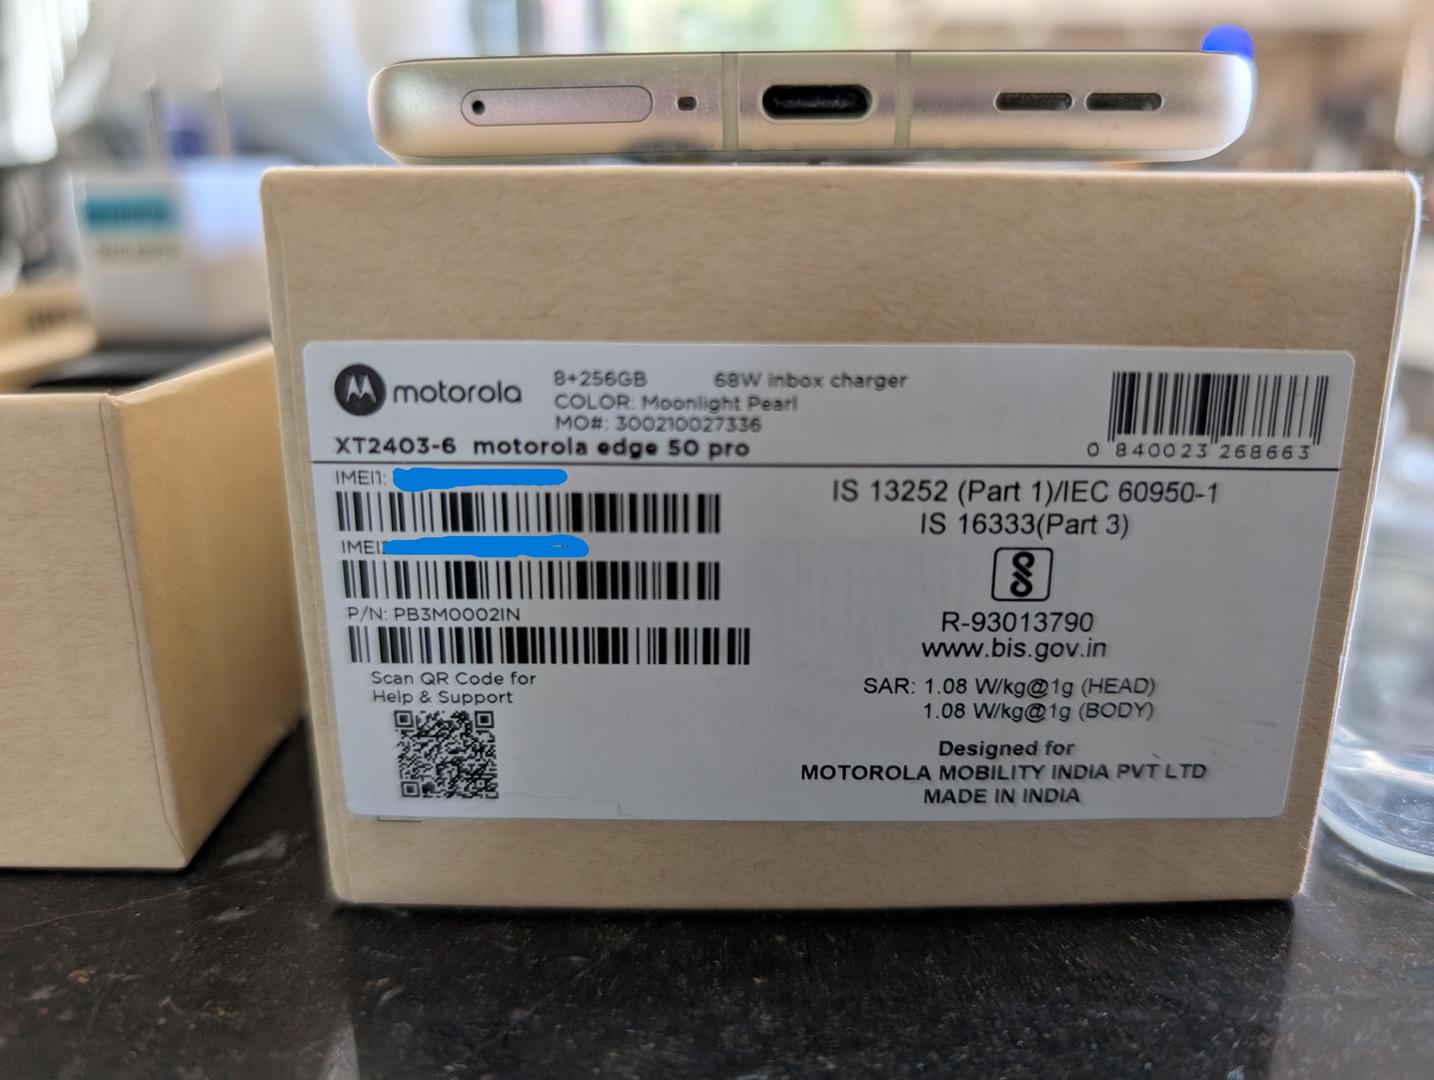 motorola
8+256GB 68W inbox charger
COLOR: Moonlight Pearl
MO#: 300210027336
XT2403-6 motorola edge 50 pro
0 840023 268663
IMEI1:
IMEI2
P/N: PB3M0002IN
Scan QR Code for
Help & Support
IS 13252 (Part 1)/IEC 60950-1
IS 16333(Part 3)
R-93013790
www.bis.gov.in
SAR: 1.08 W/kg@1g (HEAD)
1.08 W/kg@1g (BODY)
Designed for
MOTOROLA MOBILITY INDIA PVT LTD
MADE IN INDIA